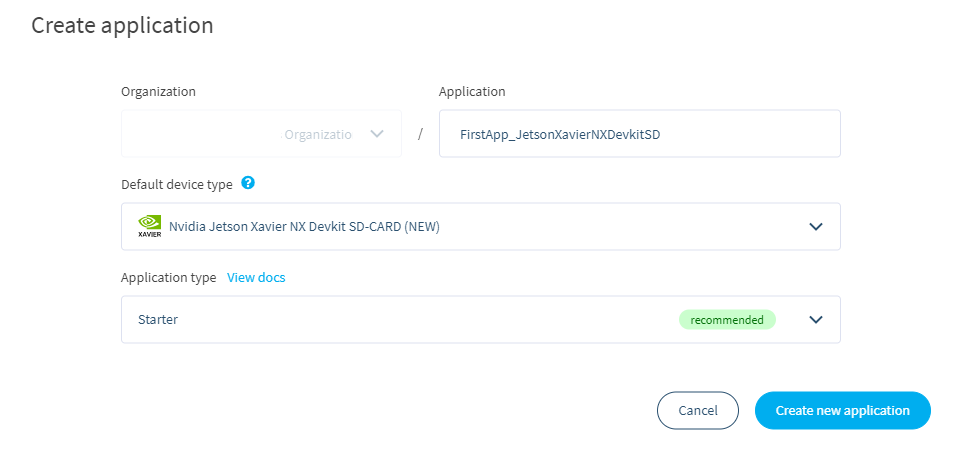 Create application
Organization
Application
Organizatio
/
FirstApp_JetsonXavierNXDevkitSD
Default device type ?
XAVIER
Nvidia Jetson Xavier NX Devkit SD-CARD (NEW)
Application type View docs
Starter
recommended
Cancel
Create new application